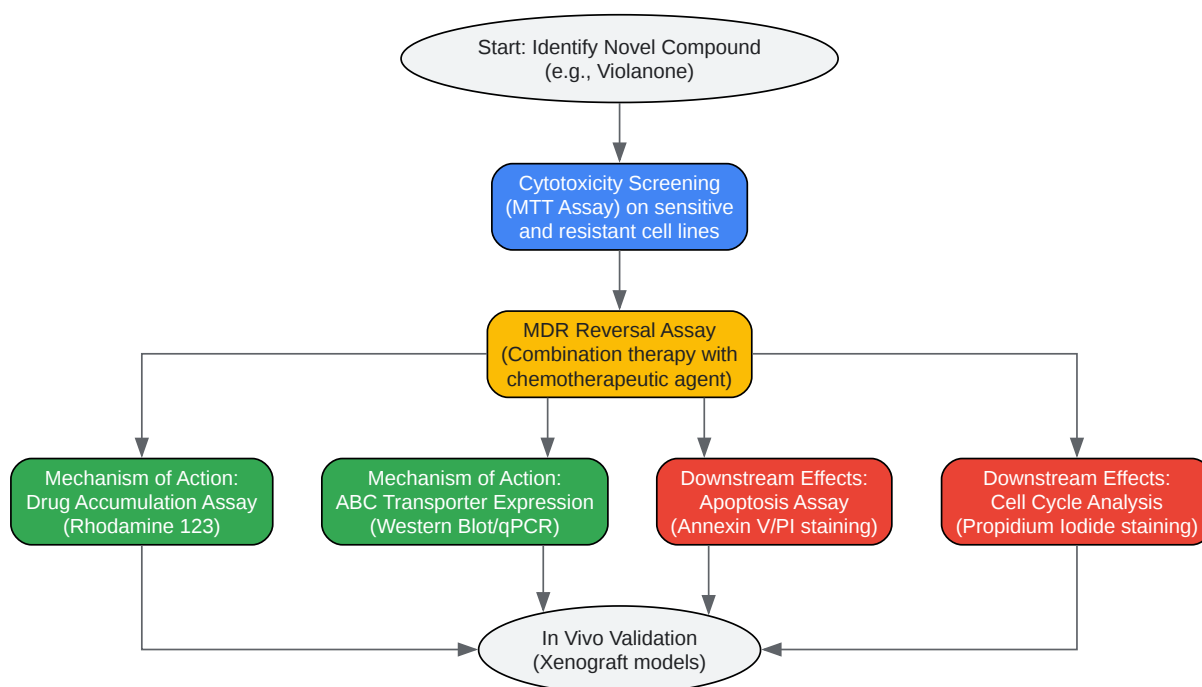 Start: Identify Novel Compound
(e.g., Violanone)
Cytotoxicity Screening
(MTT Assay) on sensitive
and resistant cell lines
MDR Reversal Assay
(Combination therapy with
chemotherapeutic agent)
Mechanism of Action:
Drug Accumulation Assay
(Rhodamine 123)
Mechanism of Action:
ABC Transporter Expression
(Western Blot/qPCR)
Downstream Effects:
Apoptosis Assay
(Annexin V/PI staining)
Downstream Effects:
Cell Cycle Analysis
(Propidium Iodide staining)
In Vivo Validation
(Xenograft models)